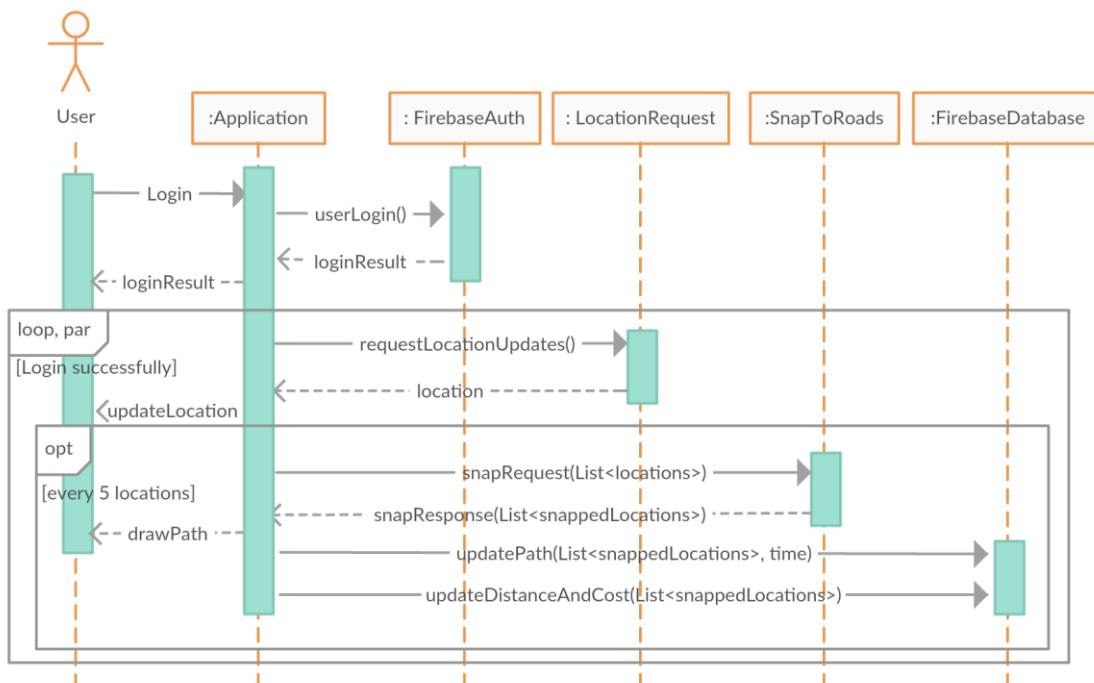 User
:Application
: FirebaseAuth
: LocationRequest
:SnapToRoads
:FirebaseDatabase
Login
userLogin()
loginResult
loginResult
loop, par
[Login successfully]
requestLocationUpdates()
location
updateLocation
opt
[every 5 locations]
snapRequest(List<locations>)
snapResponse(List<snappedLocations>)
drawPath
updatePath(List<snappedLocations>, time)
updateDistanceAndCost(List<snappedLocations>)